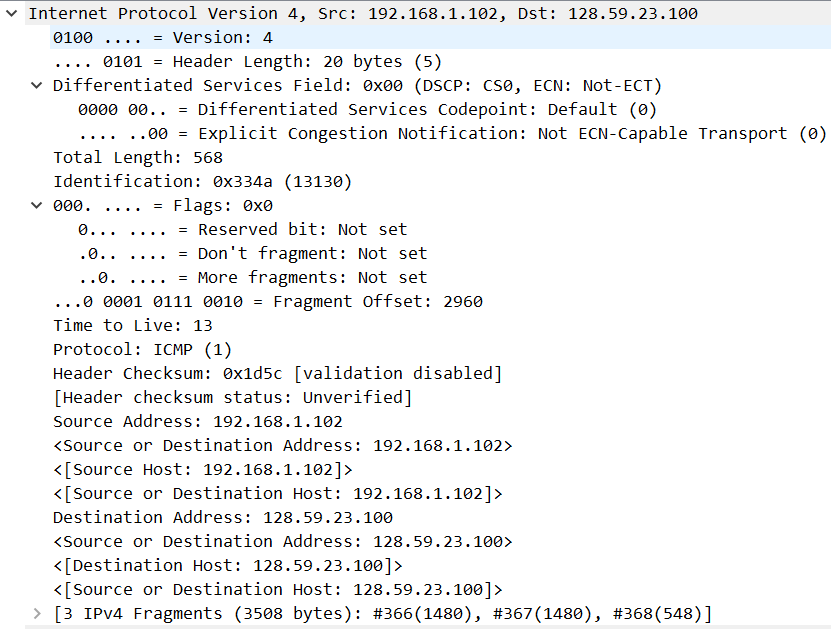 Internet Protocol Version 4, Src: 192.168.1.102, Dst: 128.59.23.100
0100 .... = Version: 4
.... 0101 = Header Length: 20 bytes (5)
Differentiated Services Field: 0x00 (DSCP: CS0, ECN: Not-ECT)
0000 00.. = Differentiated Services Codepoint: Default (0)
.... ..00 = Explicit Congestion Notification: Not ECN-Capable Transport (0)
Total Length: 568
Identification: 0x334a (13130)
000. .... = Flags: 0x0
0... .... = Reserved bit: Not set
.0.. .... = Don't fragment: Not set
..0. .... = More fragments: Not set
...0 0001 0111 0010 = Fragment Offset: 2960
Time to Live: 13
Protocol: ICMP (1)
Header Checksum: 0x1d5c [validation disabled]
[Header checksum status: Unverified]
Source Address: 192.168.1.102
<Source or Destination Address: 192.168.1.102>
<[Source Host: 192.168.1.102]>
<[Source or Destination Host: 192.168.1.102]>
Destination Address: 128.59.23.100
<Source or Destination Address: 128.59.23.100>
<[Destination Host: 128.59.23.100]>
<[Source or Destination Host: 128.59.23.100]>
[3 IPv4 Fragments (3508 bytes): #366(1480), #367(1480), #368(548)]